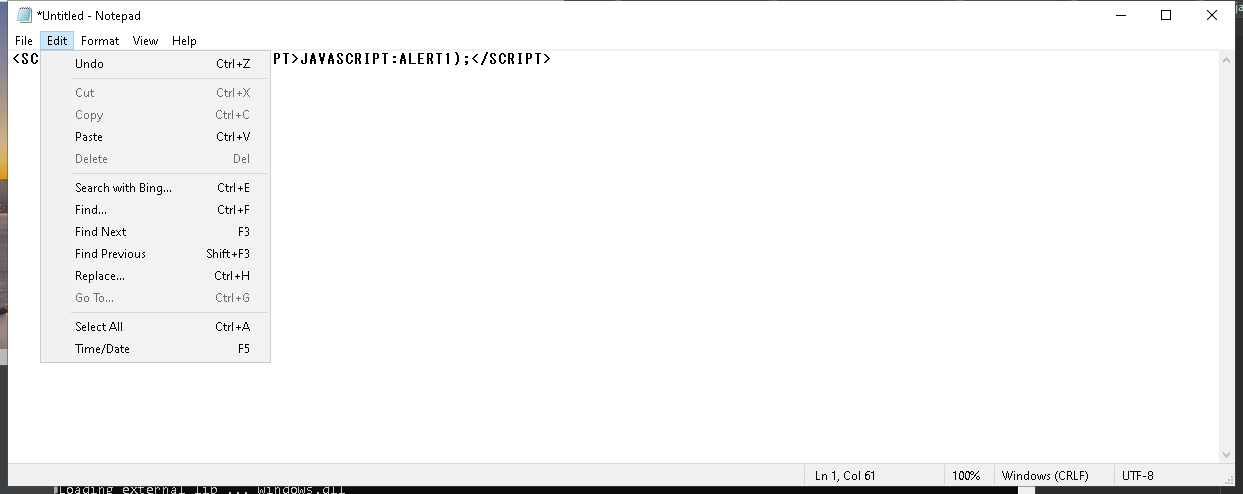 *Untitled - Notepad
File Edit Format View Help
<SC PT>JAVASCRIPT:ALERT1);</SCRIPT>
Undo Ctrl+Z
Cut Ctrl+X
Copy Ctrl+C
Paste Ctrl+V
Delete Del
Search with Bing... Ctrl+E
Find... Ctrl+F
Find Next F3
Find Previous Shift+F3
Replace... Ctrl+H
Go To... Ctrl+G
Select All Ctrl+A
Time/Date F5
Ln 1, Col 61 100% Windows (CRLF) UTF-8
Loading external lib ... windows.dll